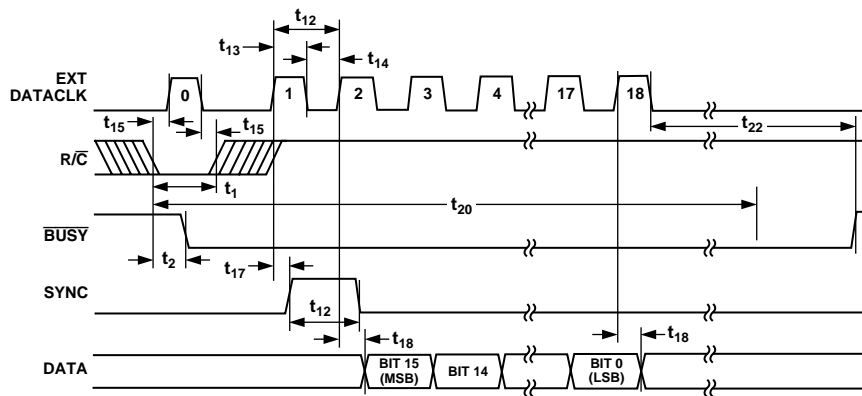 t12
t13
t14
EXT
DATACLK
0
1
2
3
4
17
18
t15
t15
t22
R/C̅
t1
t20
B̅U̅S̅Y̅
t2
t17
SYNC
t12
t18
t18
DATA
BIT 15
(MSB)
BIT 14
BIT 0
(LSB)